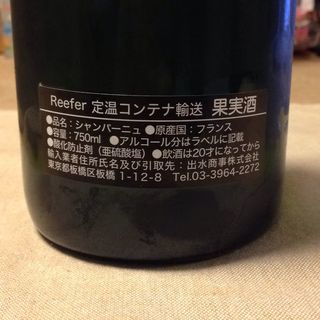 Reefer 定温コンテナ輸送 果実酒
●品名：シャンパーニュ ●原産国：フランス
●容量：750ml ●アルコール分はラベルに記載
●酸化防止剤（亜硫酸塩） ●飲酒は20才になってから
輸入業者住所氏名及び引取先：出水商事株式会社
東京都板橋区板橋 1-12-8 Tel.03-3964-2272